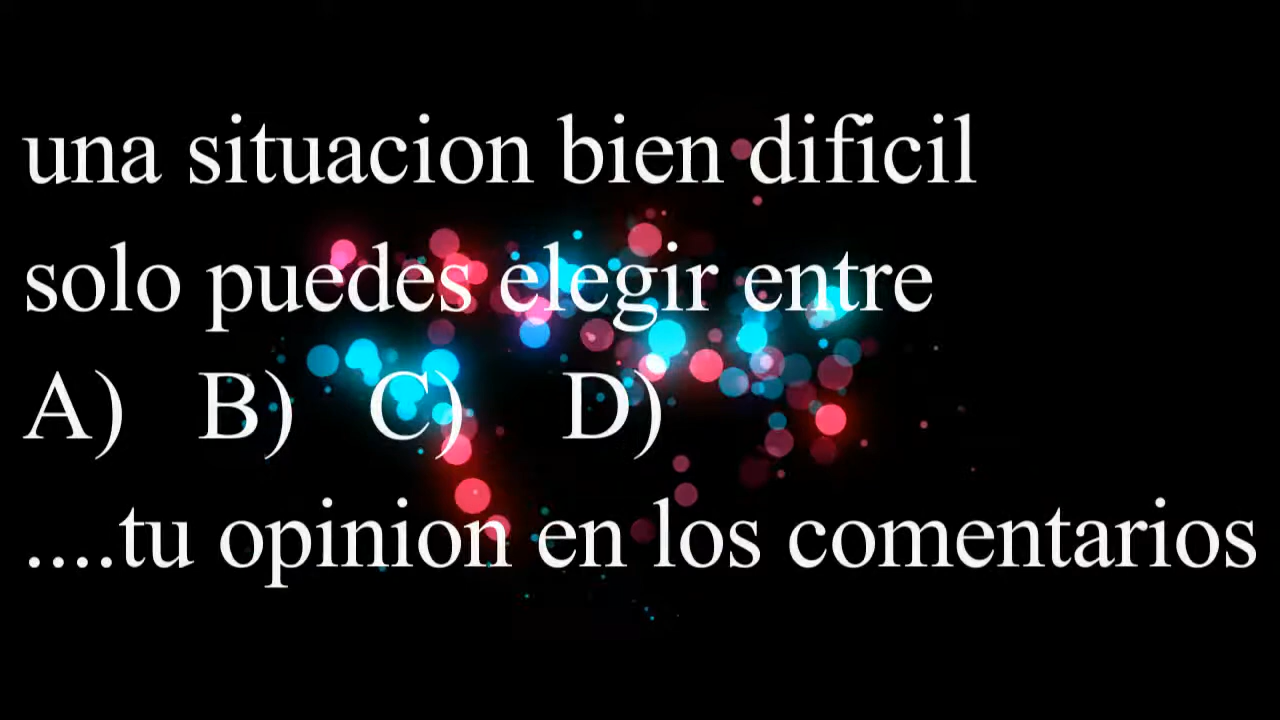 una situacion bien dificil
solo puedes elegir entre
A) B) C) D)
....tu opinion en los comentarios